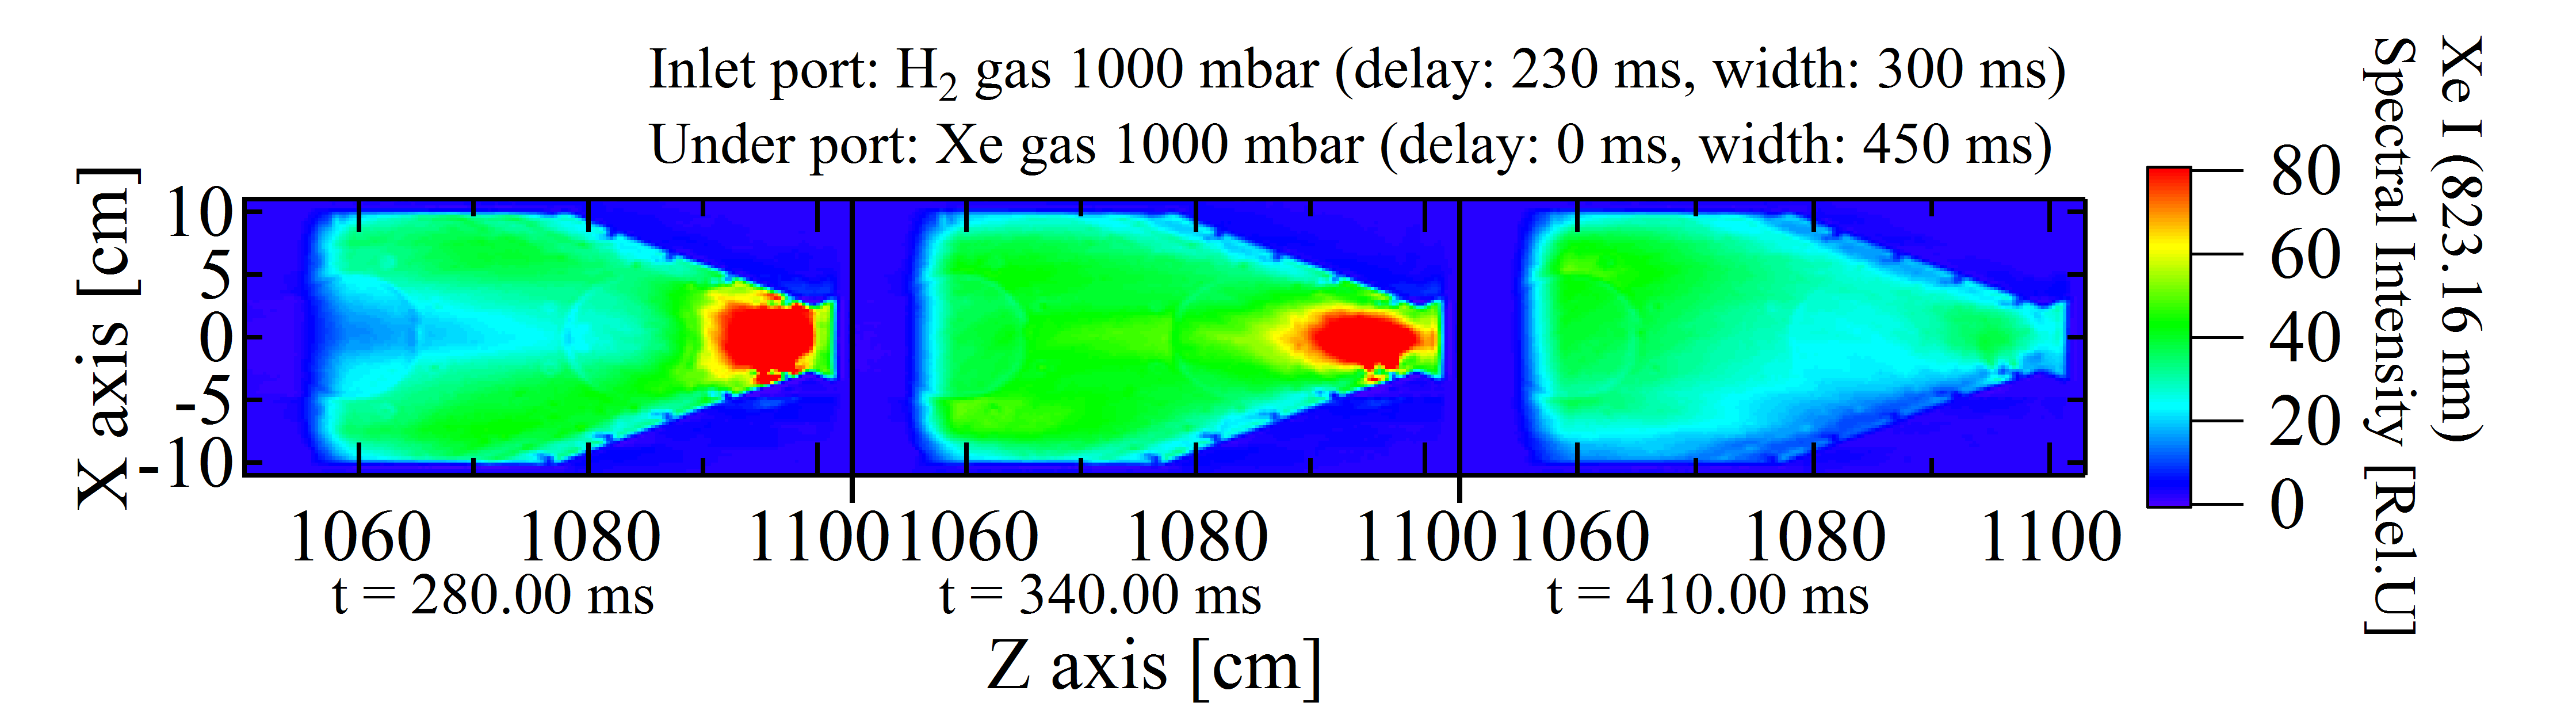 Inlet port: H₂ gas 1000 mbar (delay: 230 ms, width: 300 ms)
Under port: Xe gas 1000 mbar (delay: 0 ms, width: 450 ms)
X axis [cm]
10
5
0
-5
-10
1060 1080 1100 1060 1080 1100 1060 1080 1100
t = 280.00 ms t = 340.00 ms t = 410.00 ms
Z axis [cm]
80
60
40
20
0
Xe I (823.16 nm)
Spectral Intensity [Rel.U]